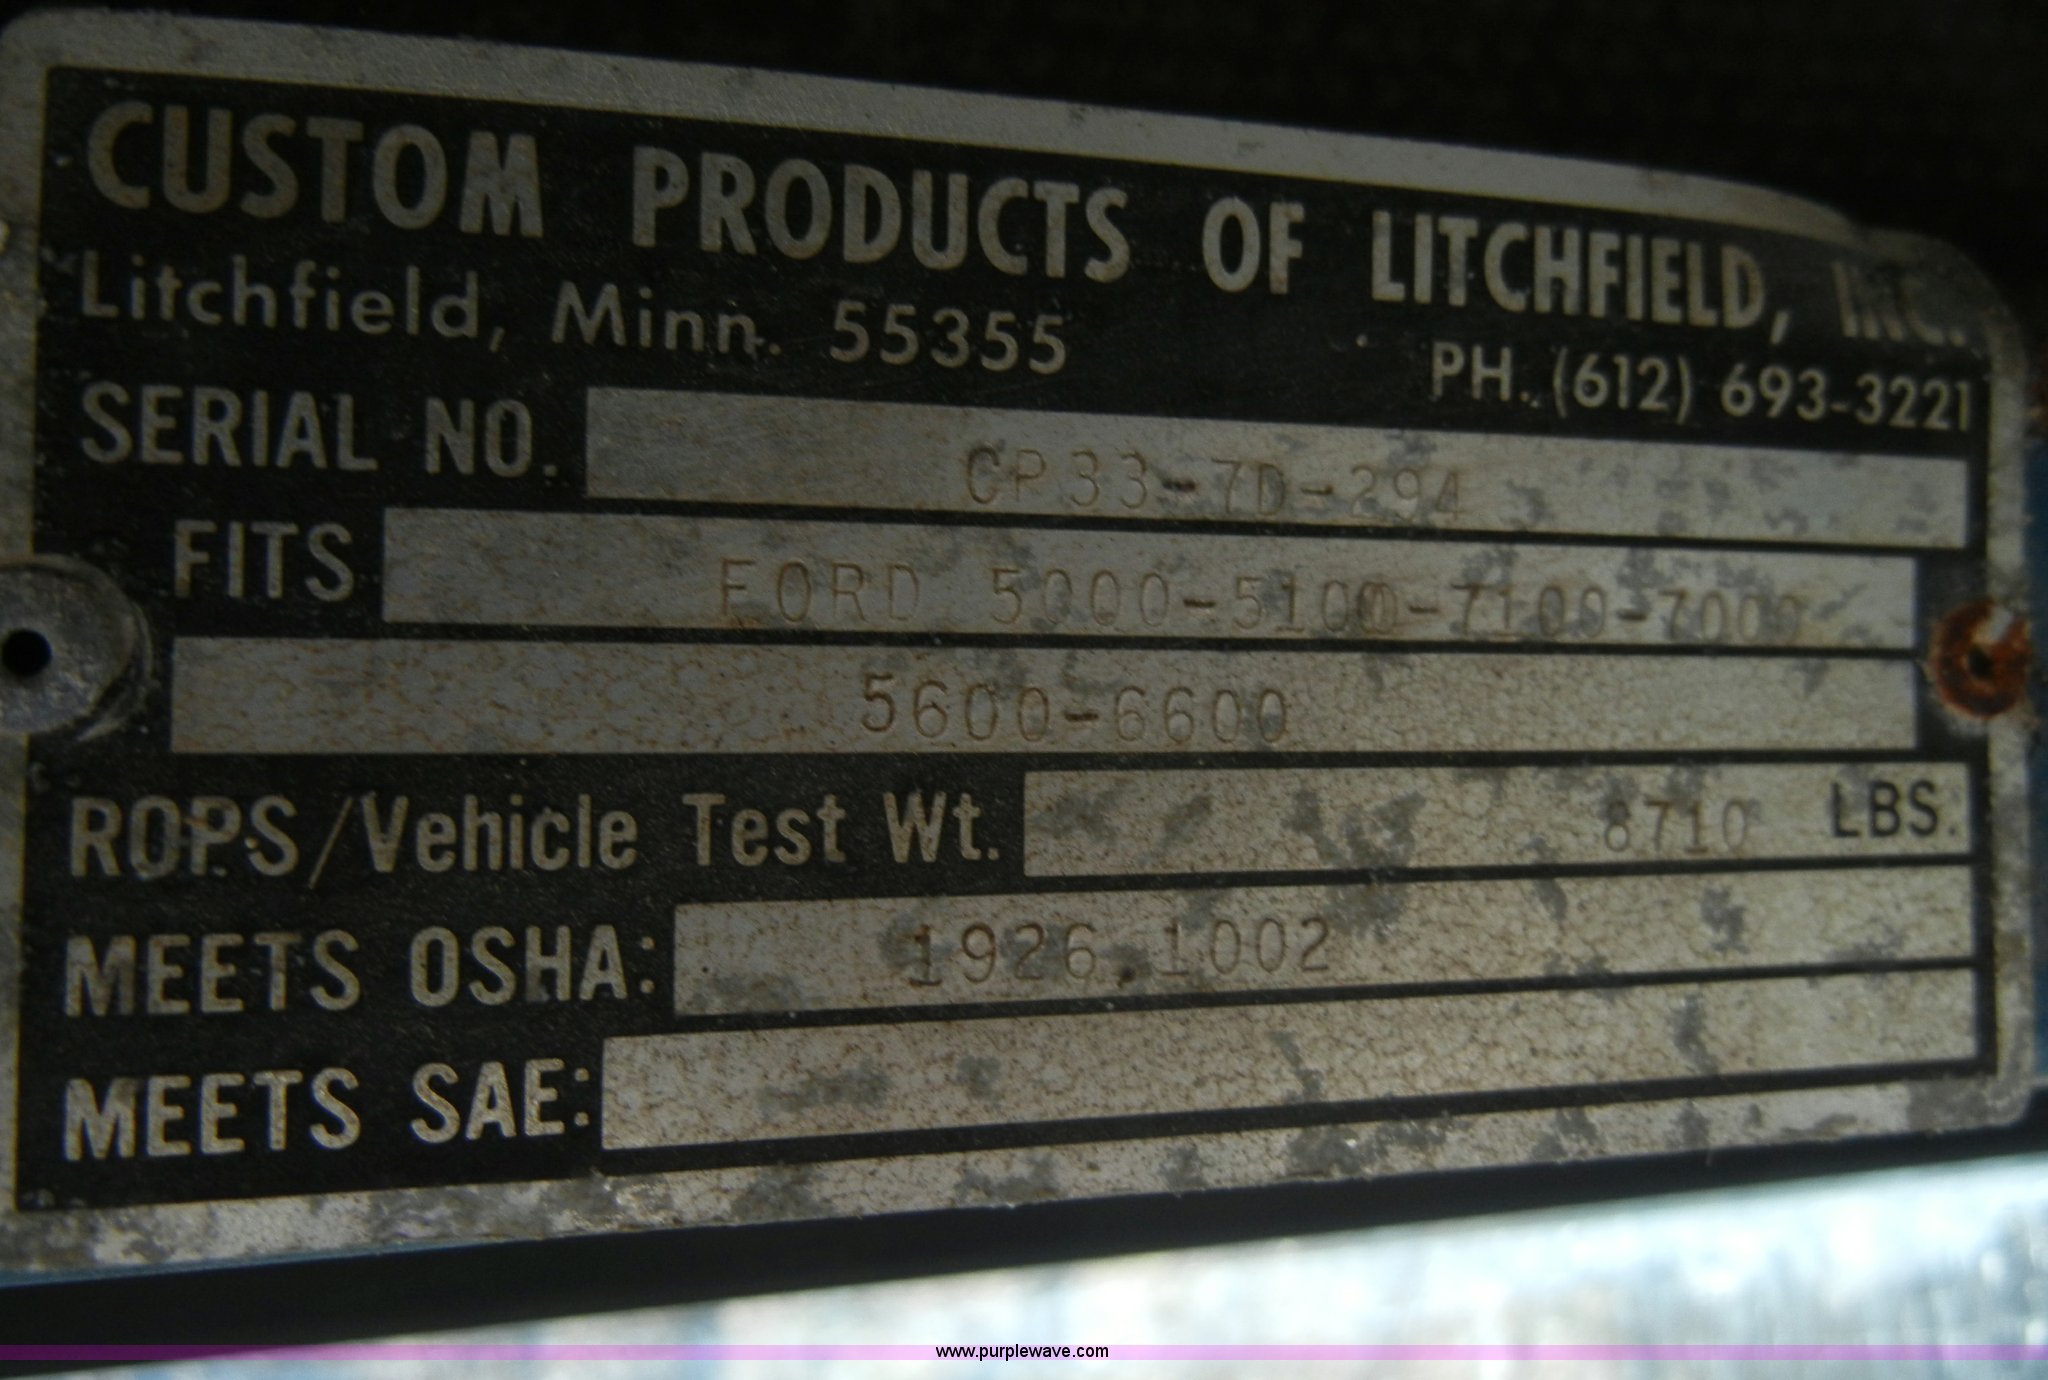 CUSTOM PRODUCTS OF LITCHFIELD, INC.
Litchfield, Minn. 55355 PH. (612) 693-3221
SERIAL NO. CP33-7D-294
FITS FORD 5000-5100-7100-7000
5600-6600
ROPS/Vehicle Test Wt. 8710 LBS.
MEETS OSHA: 1926.1002
MEETS SAE:
www.purplewave.com